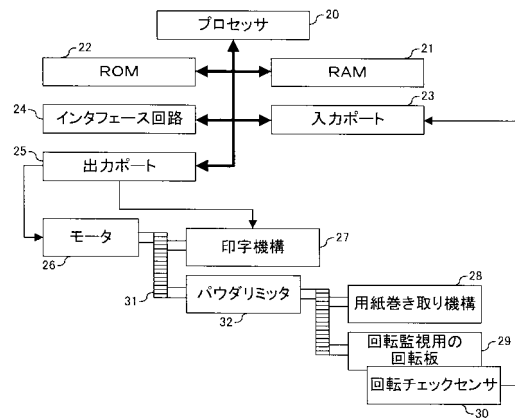 プロセッサ 20
22 ROM
21 RAM
24 インタフェース回路
23 入力ポート
25 出力ポート
モータ 26
印字機構 27
31
パウダリミッタ 32
28 用紙巻き取り機構
回転監視用の
回転板 29
回転チェックセンサ 30